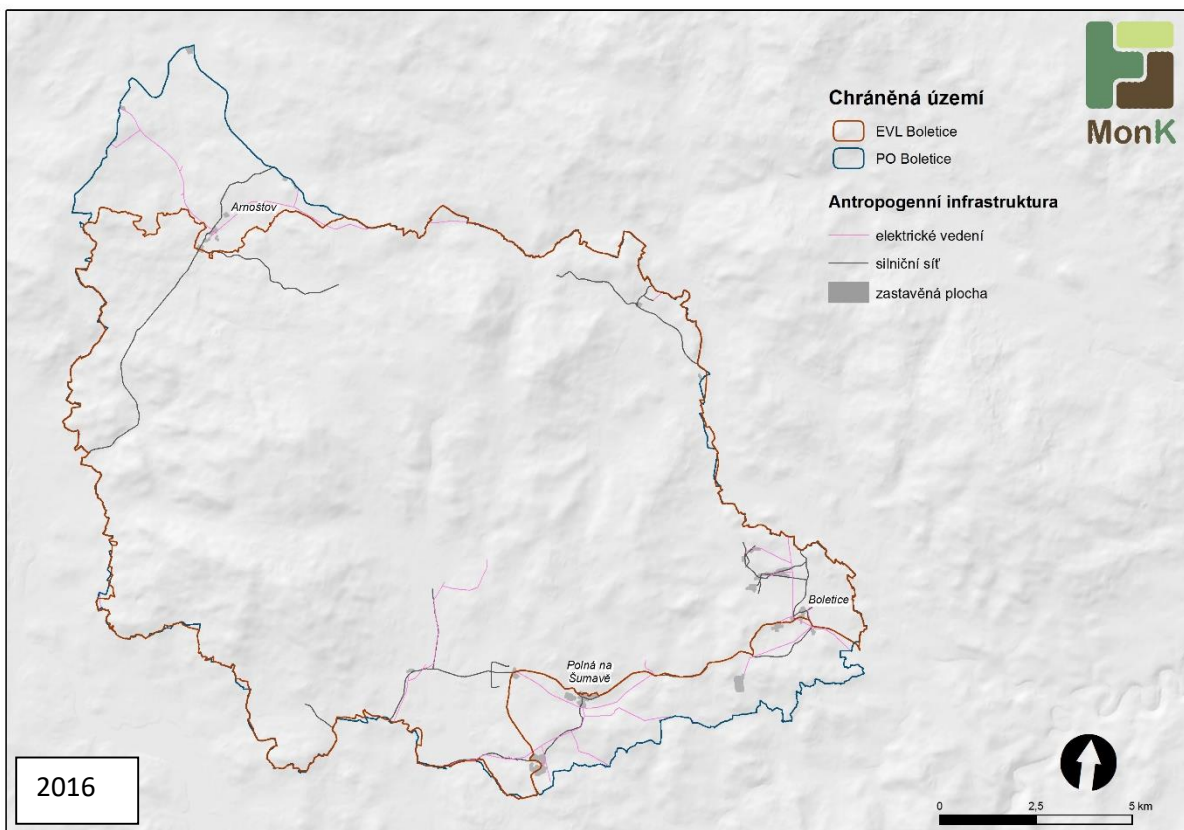 MonK
Chráněná území
EVL Boletice
PO Boletice
Antropogenní infrastruktura
elektrické vedení
silniční síť
zastavěná plocha
Arnoštov
Boletice
Polná na
Šumavě
2016
0 2,5 5 km